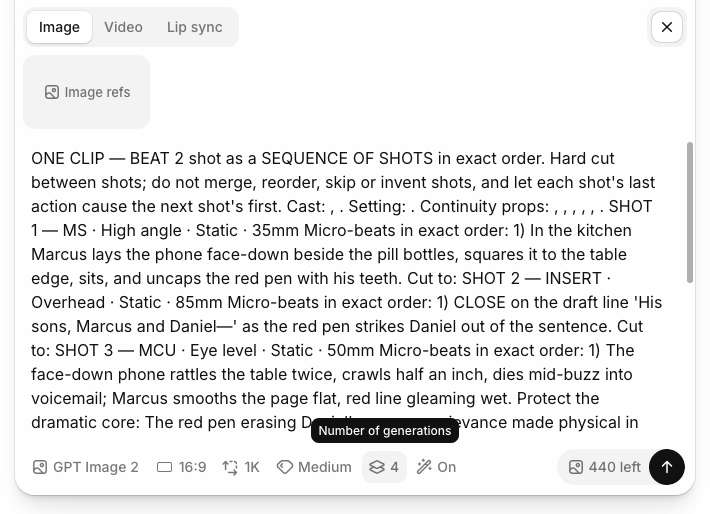 Image
Video
Lip sync
Image refs
ONE CLIP — BEAT 2 shot as a SEQUENCE OF SHOTS in exact order. Hard cut
between shots; do not merge, reorder, skip or invent shots, and let each shot's last
action cause the next shot's first. Cast: , . Setting: . Continuity props: , , , , , . SHOT
1 — MS · High angle · Static · 35mm Micro-beats in exact order: 1) In the kitchen
Marcus lays the phone face-down beside the pill bottles, squares it to the table
edge, sits, and uncaps the red pen with his teeth. Cut to: SHOT 2 — INSERT ·
Overhead · Static · 85mm Micro-beats in exact order: 1) CLOSE on the draft line 'His
sons, Marcus and Daniel—' as the red pen strikes Daniel out of the sentence. Cut
to: SHOT 3 — MCU · Eye level · Static · 50mm Micro-beats in exact order: 1) The
face-down phone rattles the table twice, crawls half an inch, dies mid-buzz into
voicemail; Marcus smooths the page flat, red line gleaming wet. Protect the
dramatic core: The red pen erasing made physical in
Number of generations
GPT Image 2
16:9
1K
Medium
4
On
440 left